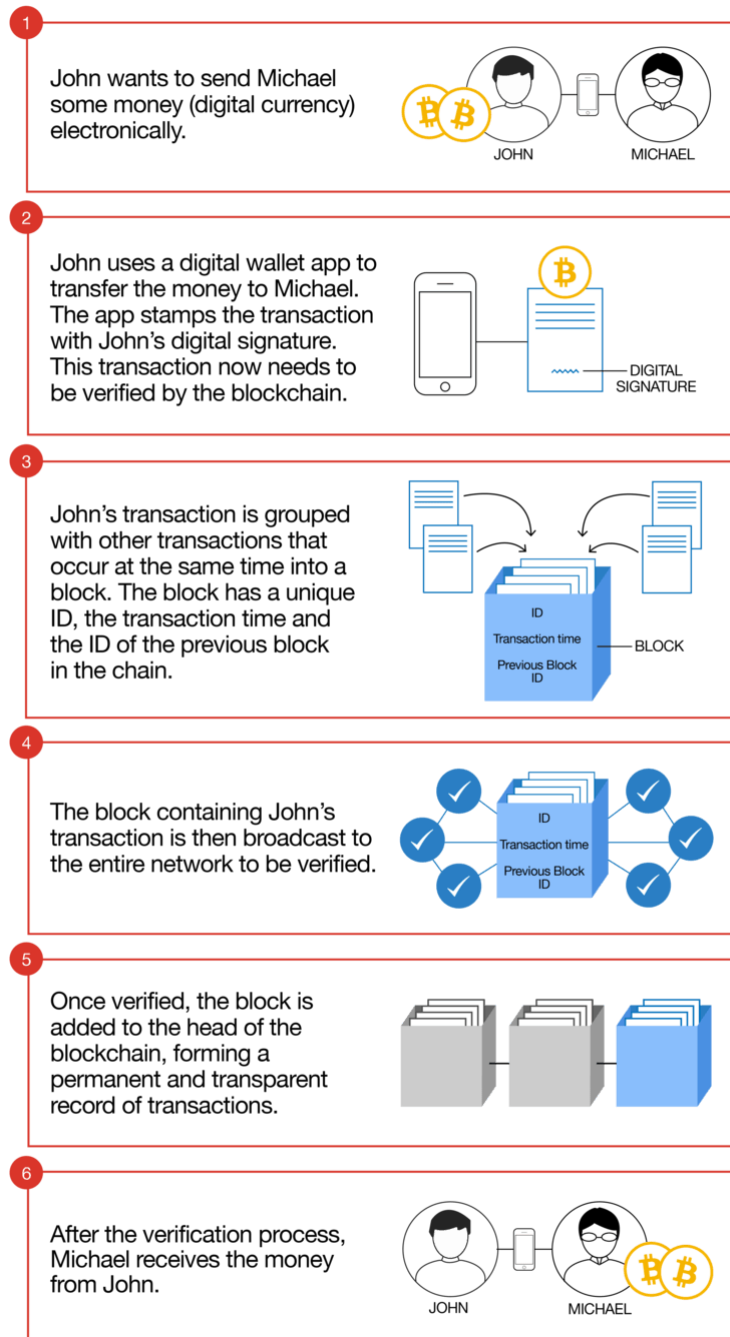 1
John wants to send Michael
some money (digital currency)
electronically.
JOHN
MICHAEL
2
John uses a digital wallet app to
transfer the money to Michael.
The app stamps the transaction
with John’s digital signature.
This transaction now needs to
be verified by the blockchain.
DIGITAL
SIGNATURE
3
John’s transaction is grouped
with other transactions that
occur at the same time into a
block. The block has a unique
ID, the transaction time and
the ID of the previous block
in the chain.
ID
Transaction time
Previous Block
ID
BLOCK
4
The block containing John’s
transaction is then broadcast to
the entire network to be verified.
ID
Transaction time
Previous Block
ID
5
Once verified, the block is
added to the head of the
blockchain, forming a
permanent and transparent
record of transactions.
6
After the verification process,
Michael receives the money
from John.
JOHN
MICHAEL